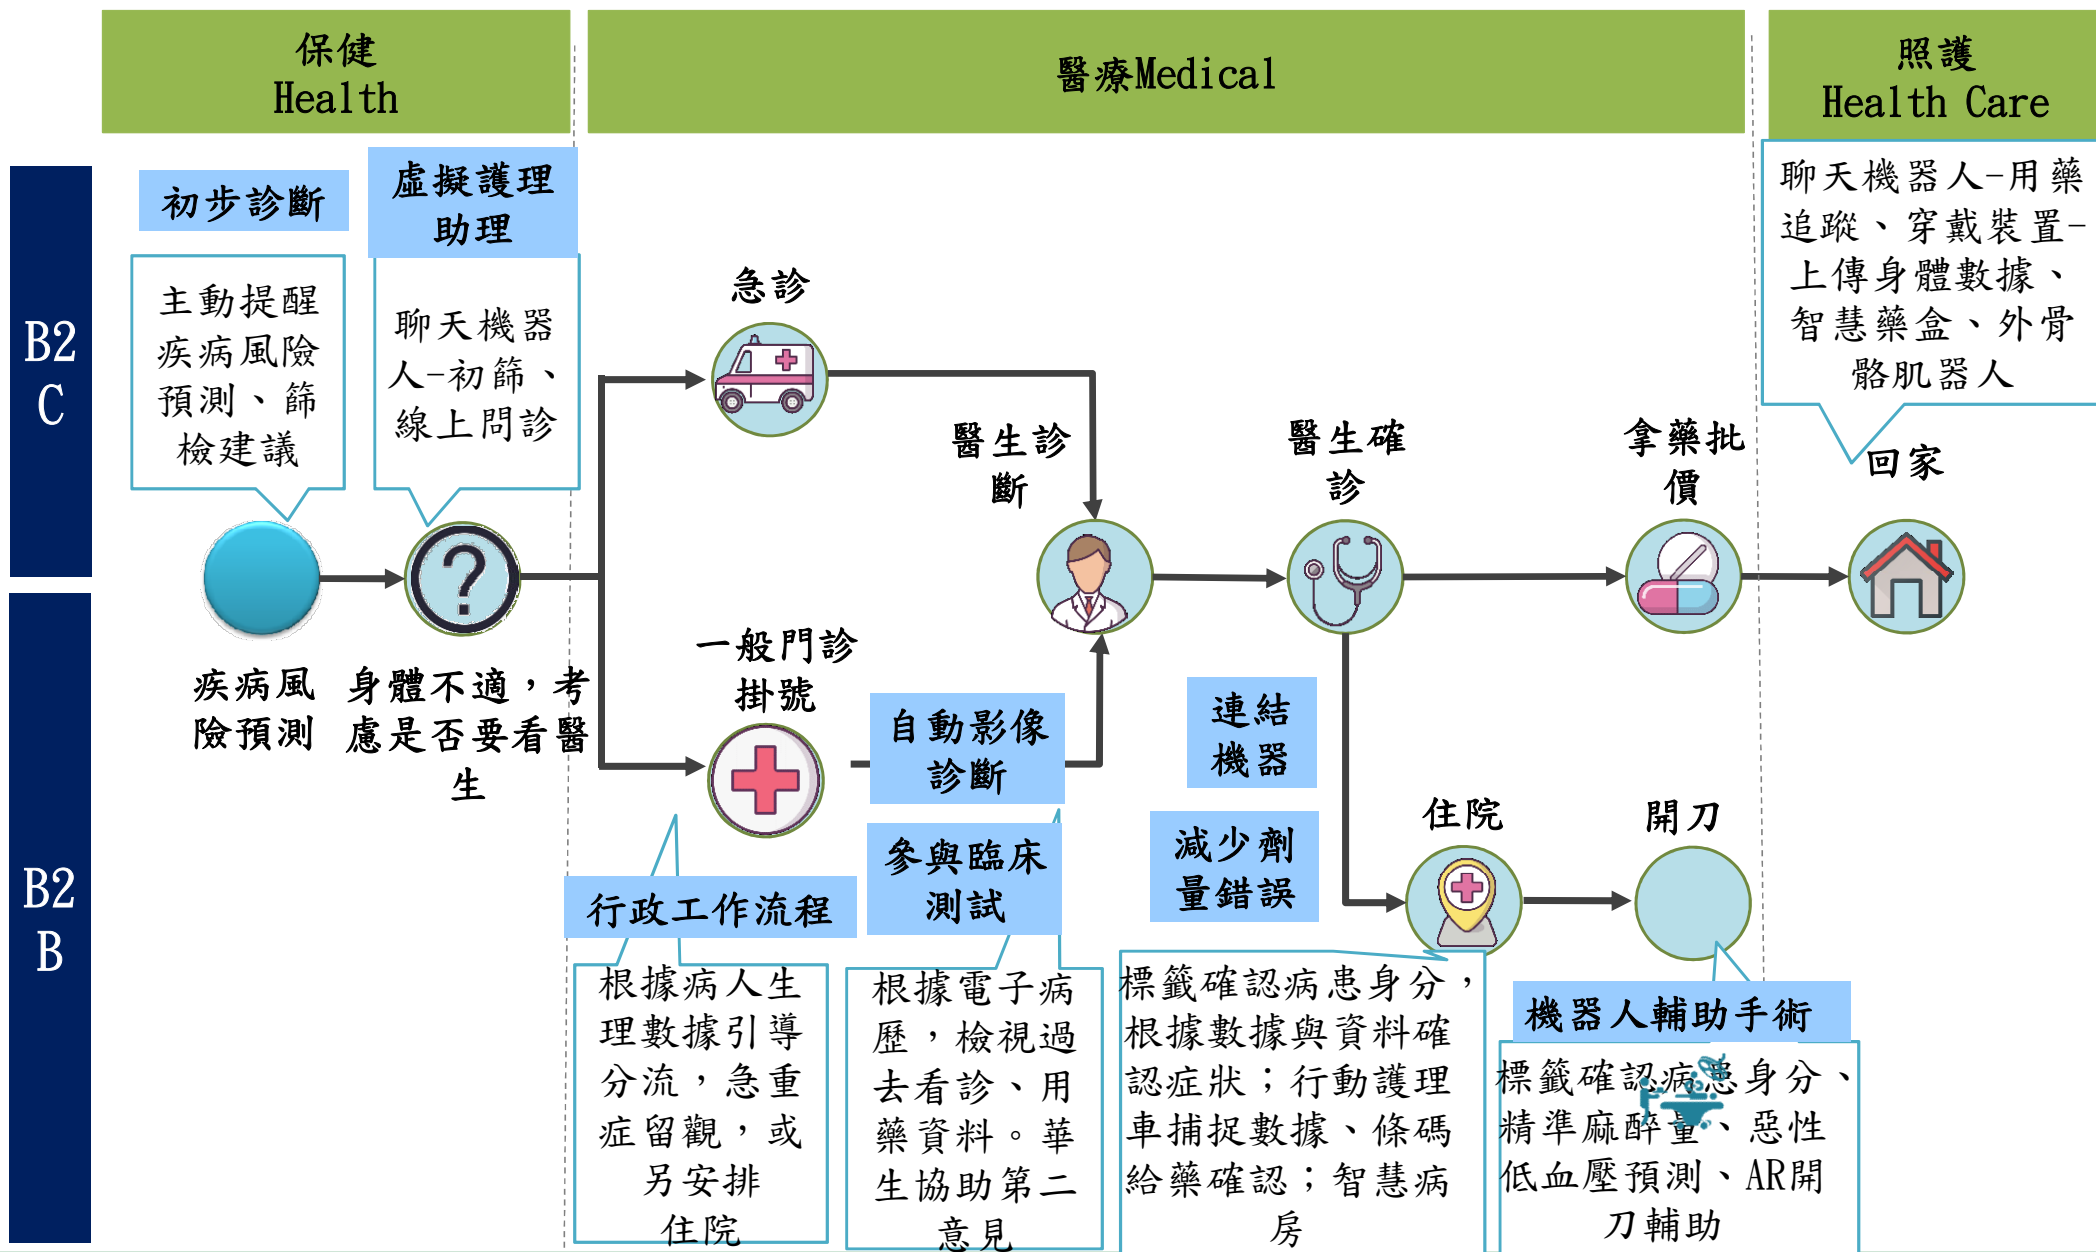 保健
Health
醫療Medical
照護
Health Care
B2
C
B2
B
初步診斷
主動提醒
疾病風險
預測、篩
檢建議
虛擬護理
助理
聊天機器
人-初篩、
線上問診
疾病風
險預測
身體不適，考
慮是否要看醫
生
急診
一般門診
掛號
行政工作流程
根據病人生
理數據引導
分流，急重
症留觀，或
另安排
住院
自動影像
診斷
參與臨床
測試
根據電子病
歷，檢視過
去看診、用
藥資料。華
生協助第二
意見
醫生診
斷
醫生確
診
連結
機器
減少劑
量錯誤
住院
標籤確認病患身分，
根據數據與資料確
認症狀；行動護理
車捕捉數據、條碼
給藥確認；智慧病
房
開刀
機器人輔助手術
標籤確認病患身分、
精準麻醉量、惡性
低血壓預測、AR開
刀輔助
拿藥批
價
聊天機器人-用藥
追蹤、穿戴裝置-
上傳身體數據、
智慧藥盒、外骨
骼肌器人
回家